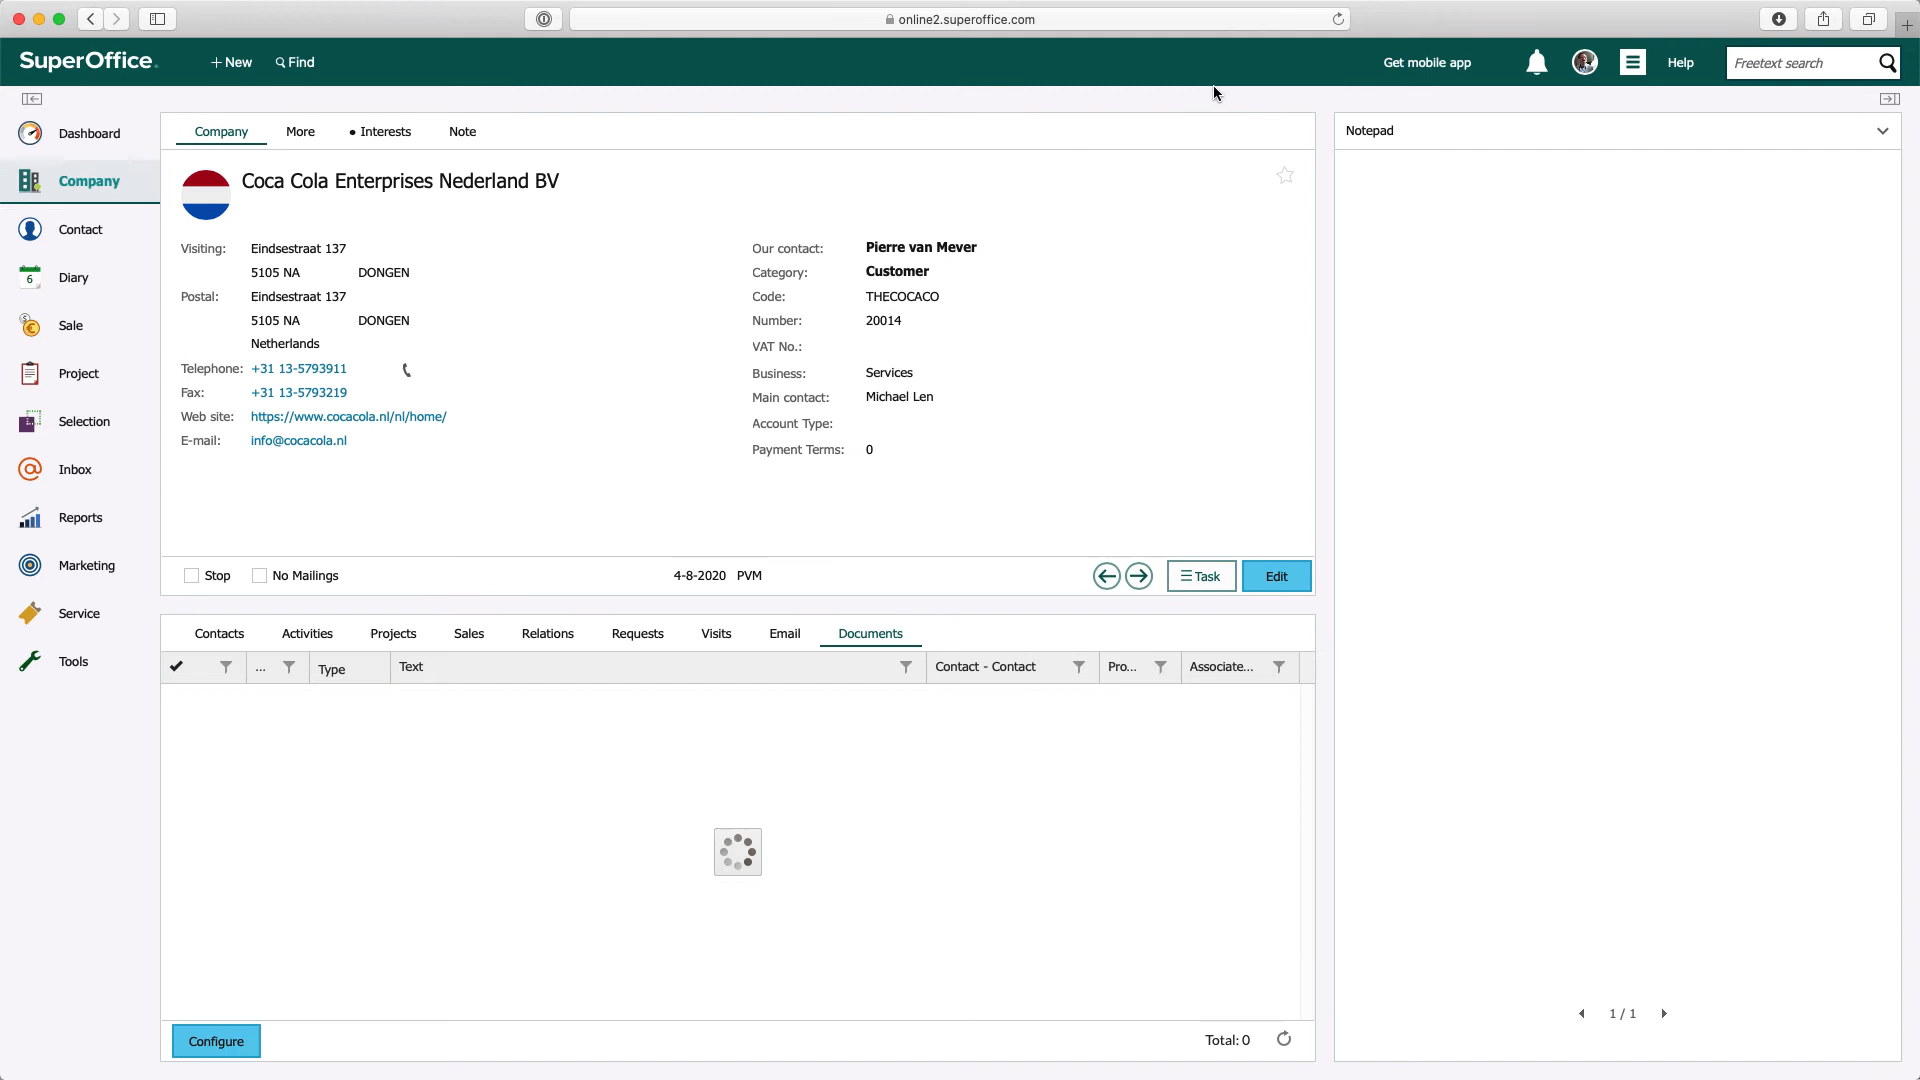 online2.superoffice.com
SuperOffice.
+ New
Find
Get mobile app
Help
Freetext search
Dashboard
Company
Contact
6
Diary
Sale
Project
Selection
Inbox
Reports
Marketing
Service
Tools
Company
More
• Interests
Note
Coca Cola Enterprises Nederland BV
Visiting: Eindsestraat 137
5105 NA DONGEN
Postal: Eindsestraat 137
5105 NA DONGEN
Netherlands
Telephone: +31 13-5793911
Fax: +31 13-5793219
Web site: https://www.cocacola.nl/nl/home/
E-mail: info@cocacola.nl
Our contact: Pierre van Mever
Category: Customer
Code: THECOCACO
Number: 20014
VAT No.:
Business: Services
Main contact: Michael Len
Account Type:
Payment Terms: 0
Stop
No Mailings
4-8-2020 PVM
Task
Edit
Contacts
Activities
Projects
Sales
Relations
Requests
Visits
Email
Documents
...
Type
Text
Contact - Contact
Pro...
Associate...
Configure
Total: 0
Notepad
1 / 1